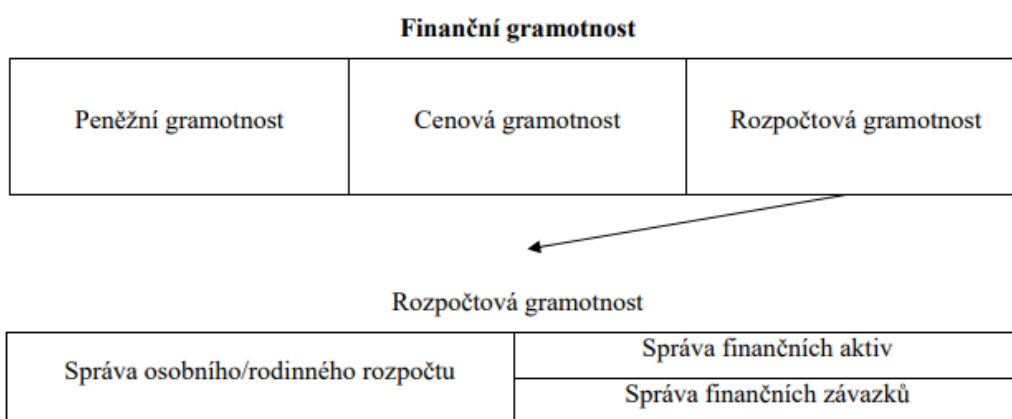 Finanční gramotnost
Peněžní gramotnost
Cenová gramotnost
Rozpočtová gramotnost
Rozpočtová gramotnost
Správa osobního/rodinného rozpočtu
Správa finančních aktiv
Správa finančních závazků